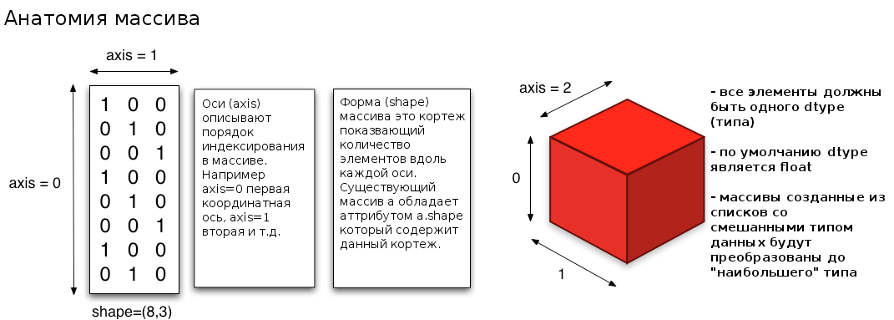 Анатомия массива
axis = 1
axis = 0
1 0 0
0 1 0
0 0 1
1 0 0
0 1 0
0 0 1
1 0 0
0 1 0
shape=(8,3)
Оси (axis)
описывают
порядок
индексирования
в массиве.
Например
axis=0 первая
координатная
ось, axis=1
вторая и т.д.
Форма (shape)
массива это кортеж
показвающий
количество
элементов вдоль
каждой оси.
Существующий
массив а обладает
аттрибутом a.shape
который содержит
данный кортеж.
axis = 2
0
1
- все элементы должны
быть одного dtype
(типа)
- по умолчанию dtype
является float
- массивы созданные из
списков со
смешанными типом
данных будут
преобразованы до
"наибольшего" типа